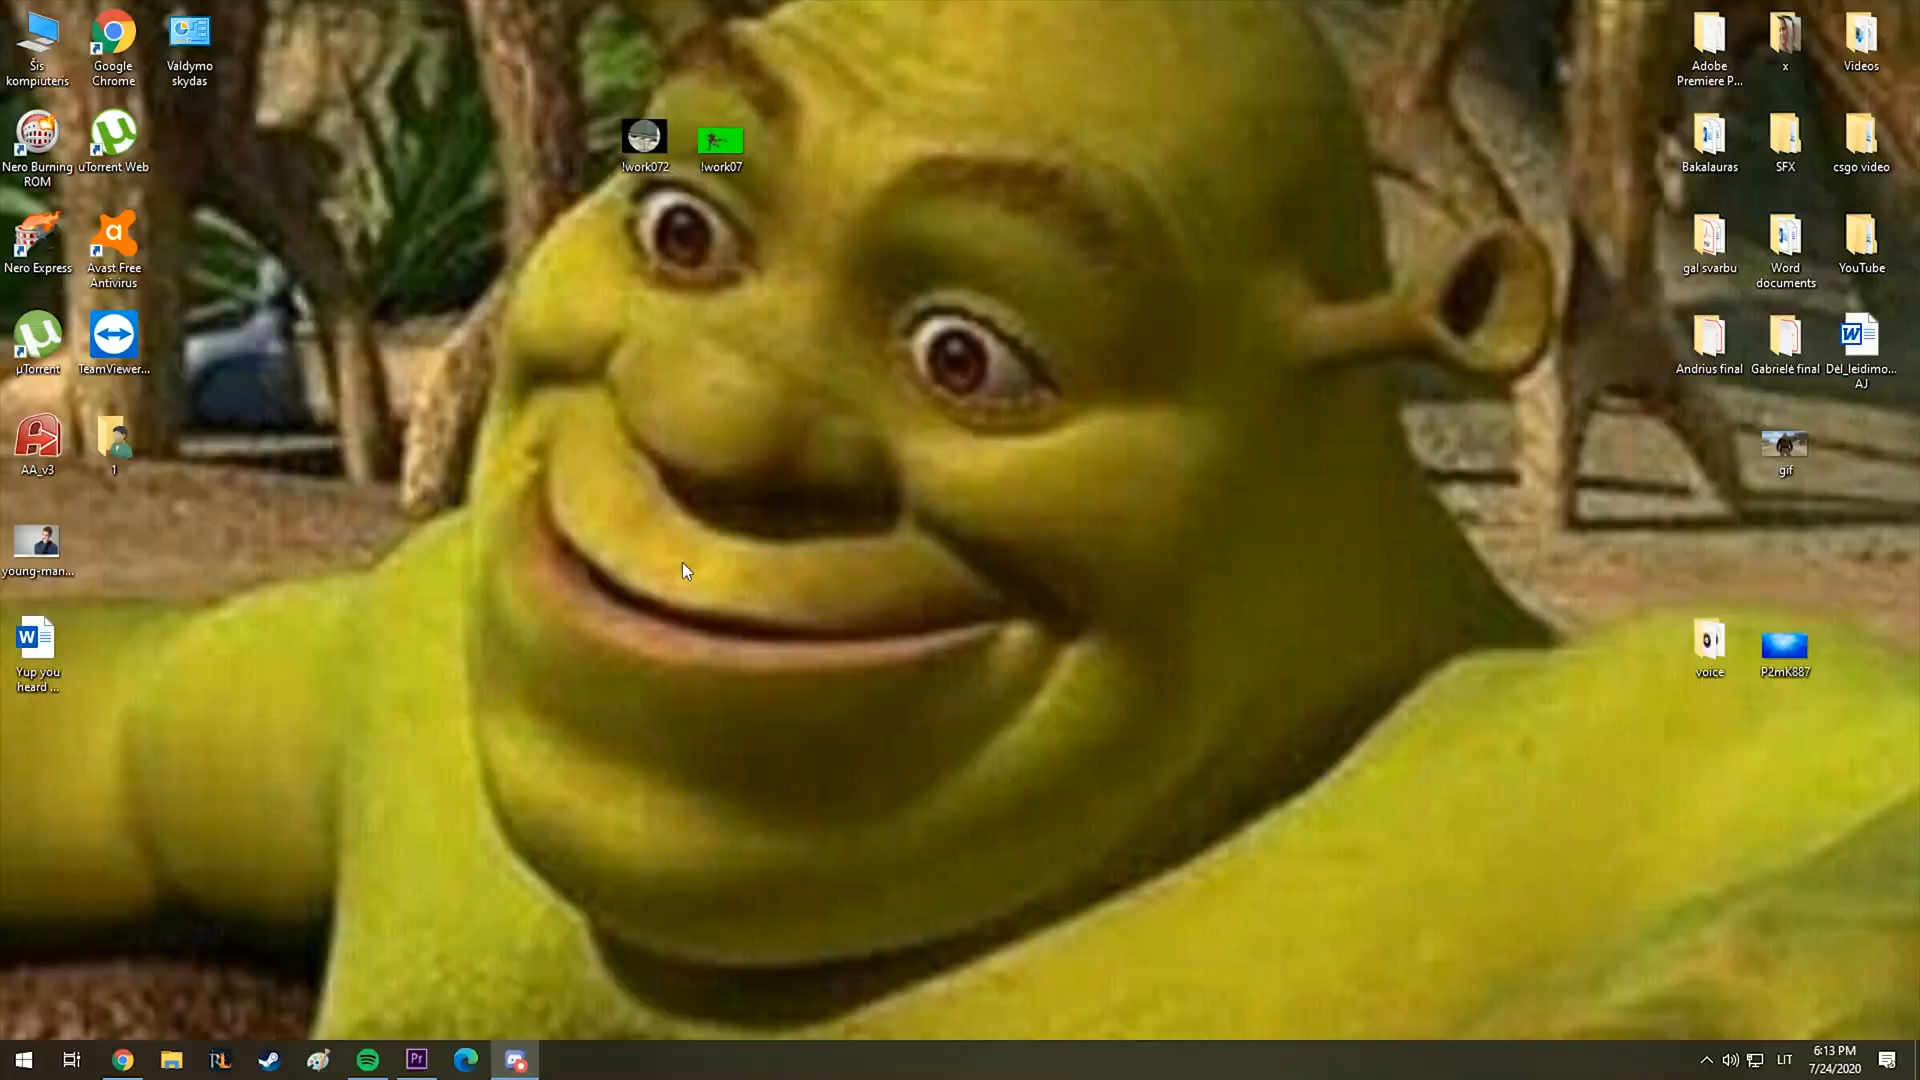 Šis
kompiuteris
Google
Chrome
Valdymo
skydas
Nero Burning
ROM
uTorrent Web
Nero Express
Avast Free
Antivirus
µTorrent
TeamViewer...
AA_v3
1
young-man...
Yup you
heard ...
!work072
!work07
Adobe
Premiere P...
x
Videos
Bakalauras
SFX
csgo video
gal svarbu
Word
documents
YouTube
Andrius final
Gabrielė final
Dėl_leidimo...
AJ
gif
voice
P2mK887
LIT
6:13 PM
7/24/2020